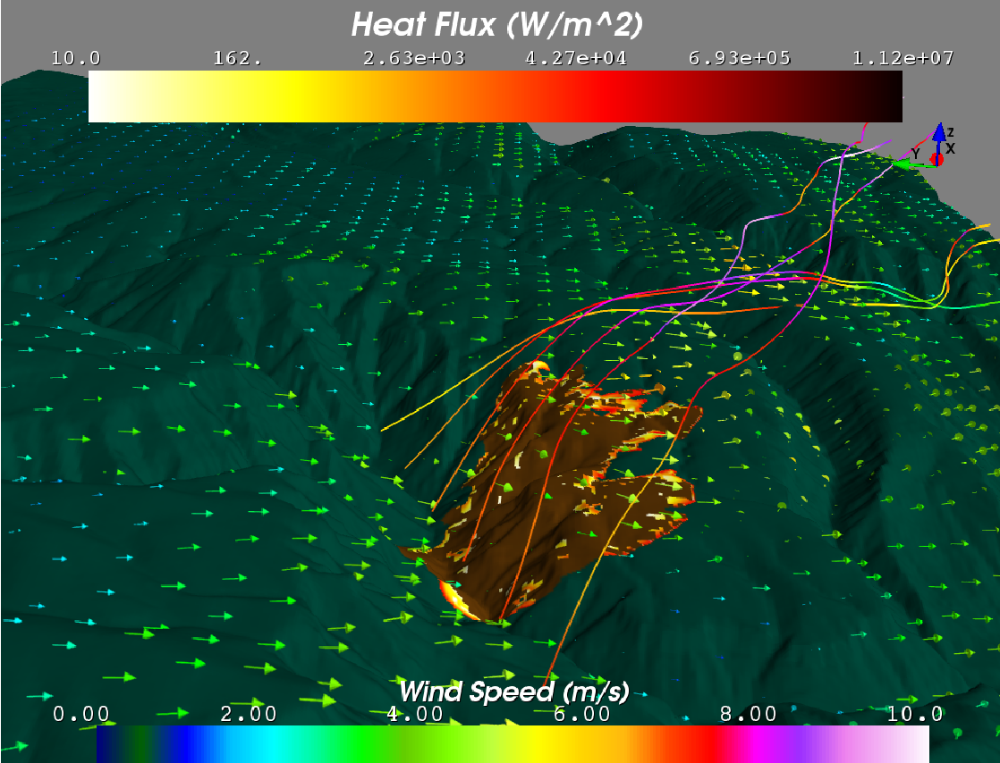 Heat Flux (W/m^2)
10.0 162. 2.63e+03 4.27e+04 6.93e+05 1.12e+07
Z
Y X
Wind Speed (m/s)
0.00 2.00 4.00 6.00 8.00 10.0